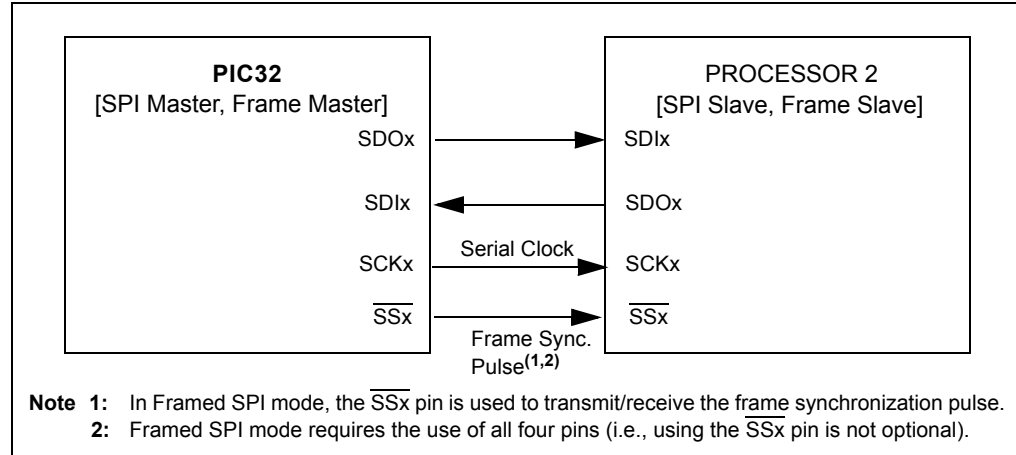 PIC32
[SPI Master, Frame Master]
PROCESSOR 2
[SPI Slave, Frame Slave]
SDOx
SDIx
SDIx
SDOx
Serial Clock
SCKx
SCKx
SSx
SSx
Frame Sync.
Pulse(1,2)
Note 1: In Framed SPI mode, the SSx pin is used to transmit/receive the frame synchronization pulse.
2: Framed SPI mode requires the use of all four pins (i.e., using the SSx pin is not optional).